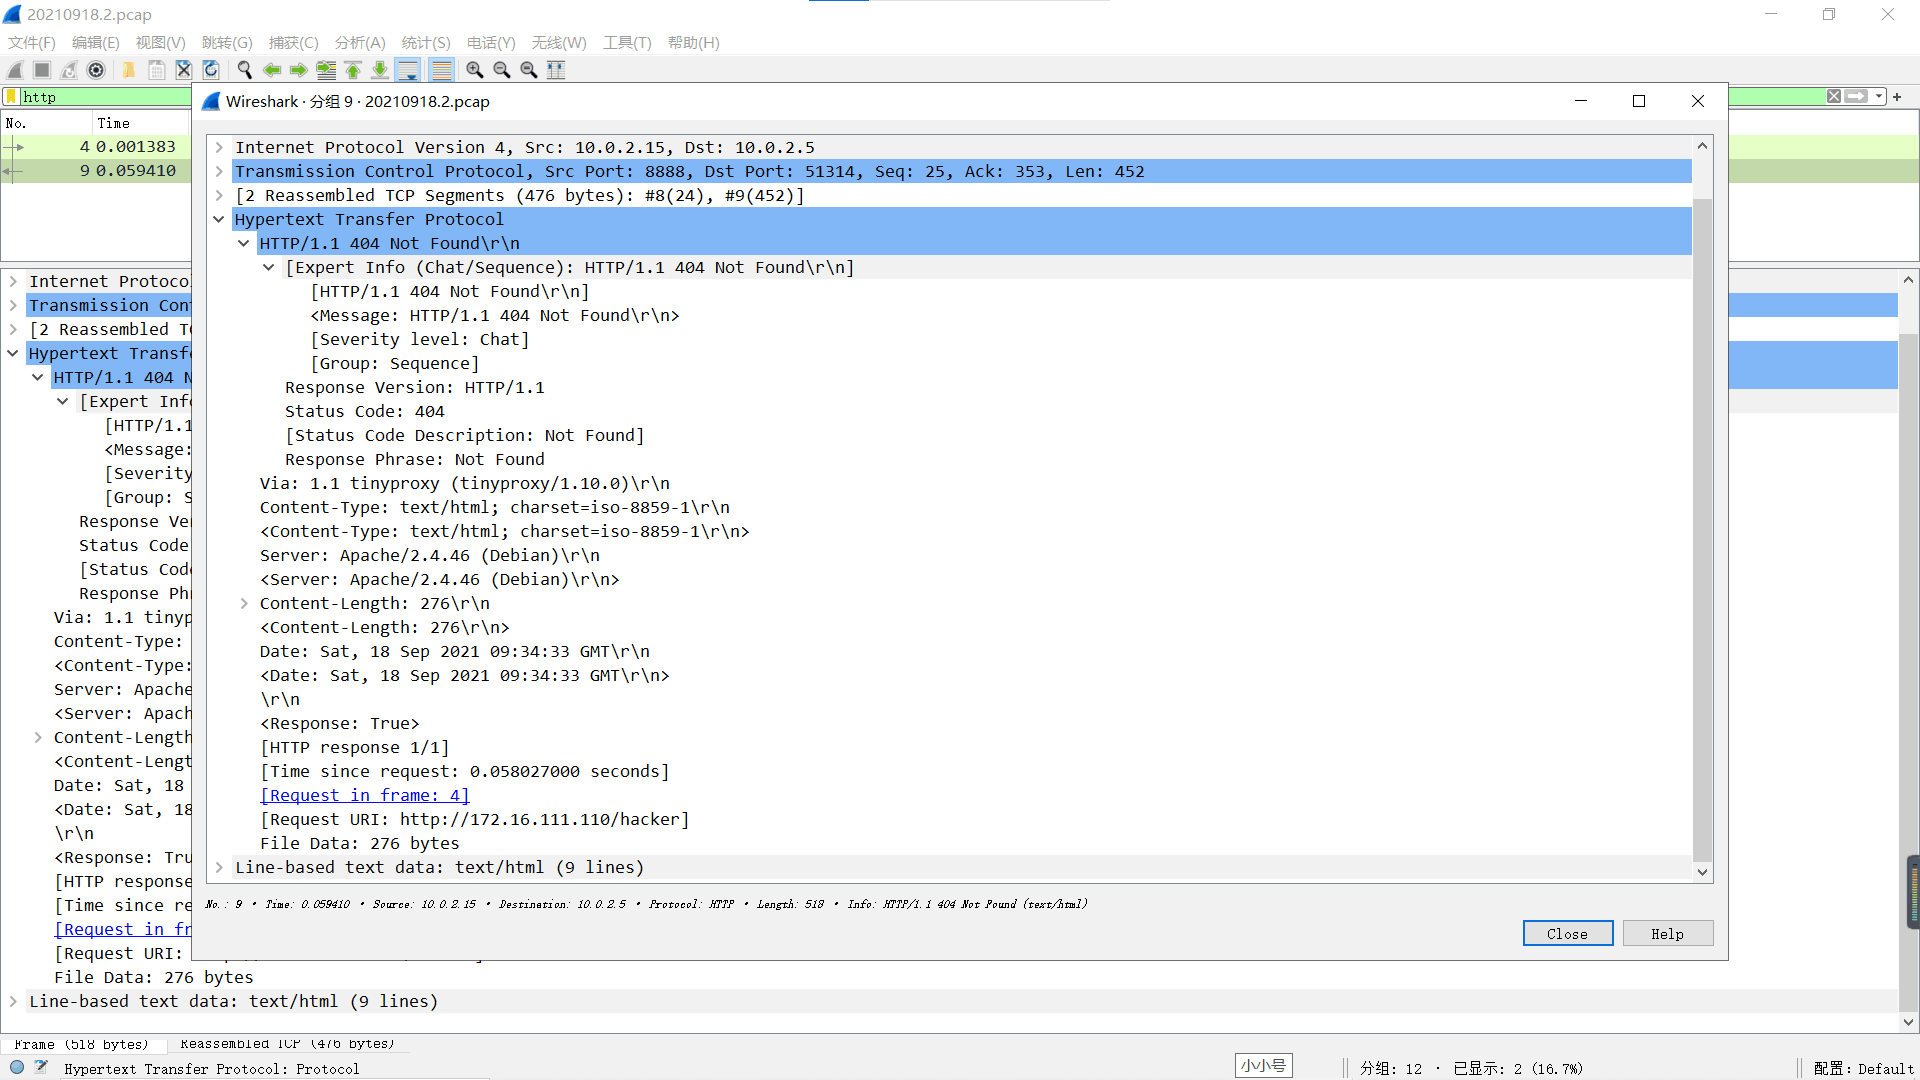 20210918.2.pcap
文件(F) 编辑(E) 视图(V) 跳转(G) 捕获(C) 分析(A) 统计(S) 电话(Y) 无线(W) 工具(T) 帮助(H)
http
No. Time
4 0.001383
9 0.059410
Wireshark · 分组 9 · 20210918.2.pcap
Internet Protocol Version 4, Src: 10.0.2.15, Dst: 10.0.2.5
Transmission Control Protocol, Src Port: 8888, Dst Port: 51314, Seq: 25, Ack: 353, Len: 452
[2 Reassembled TCP Segments (476 bytes): #8(24), #9(452)]
Hypertext Transfer Protocol
HTTP/1.1 404 Not Found\r\n
[Expert Info (Chat/Sequence): HTTP/1.1 404 Not Found\r\n]
[HTTP/1.1 404 Not Found\r\n]
<Message: HTTP/1.1 404 Not Found\r\n>
[Severity level: Chat]
[Group: Sequence]
Response Version: HTTP/1.1
Status Code: 404
[Status Code Description: Not Found]
Response Phrase: Not Found
Via: 1.1 tinyproxy (tinyproxy/1.10.0)\r\n
Content-Type: text/html; charset=iso-8859-1\r\n
<Content-Type: text/html; charset=iso-8859-1\r\n>
Server: Apache/2.4.46 (Debian)\r\n
<Server: Apache/2.4.46 (Debian)\r\n>
Content-Length: 276\r\n
<Content-Length: 276\r\n>
Date: Sat, 18 Sep 2021 09:34:33 GMT\r\n
<Date: Sat, 18 Sep 2021 09:34:33 GMT\r\n>
\r\n
<Response: True>
[HTTP response 1/1]
[Time since request: 0.058027000 seconds]
[Request in frame: 4]
[Request URI: http://172.16.111.110/hacker]
File Data: 276 bytes
Line-based text data: text/html (9 lines)
No.: 9 · Time: 0.059410 · Source: 10.0.2.15 · Destination: 10.0.2.5 · Protocol: HTTP · Length: 518 · Info: HTTP/1.1 404 Not Found (text/html)
Close Help
Internet Protoco
Transmission Con
[2 Reassembled T
Hypertext Transf
HTTP/1.1 404 N
[Expert Inf
[HTTP/1.1
<Message:
[Severity
[Group: S
Response Ve
Status Code
[Status Cod
Response Ph
Via: 1.1 tinyp
Content-Type:
<Content-Type:
Server: Apache
<Server: Apach
Content-Length
<Content-Lengt
Date: Sat, 18
<Date: Sat, 18
\r\n
<Response: Tru
[HTTP response
[Time since re
[Request in fr
[Request URI:
File Data: 276 bytes
Line-based text data: text/html (9 lines)
Frame (518 bytes) Reassembled TCP (476 bytes)
Hypertext Transfer Protocol: Protocol
小小号
分组: 12 · 已显示: 2 (16.7%)
配置: Default